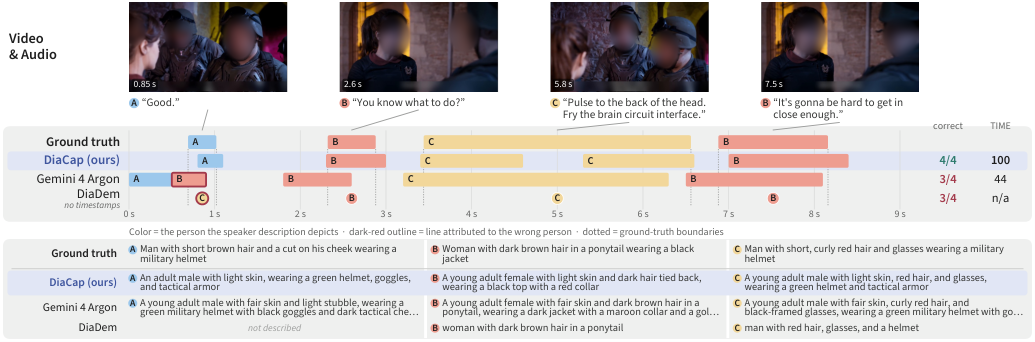 Video
& Audio
0.85 s
2.6 s
5.8 s
7.5 s
A "Good."
B "You know what to do?"
C "Pulse to the back of the head.
Fry the brain circuit interface."
B "It's gonna be hard to get in
close enough."
correct TIME
Ground truth A B C B
DiaCap (ours) A B C C B 4/4 100
Gemini 4 Argon A B B C B 3/4 44
DiaDem C B C B 3/4 n/a
no timestamps
0 s 1 s 2 s 3 s 4 s 5 s 6 s 7 s 8 s 9 s
Color = the person the speaker description depicts · dark-red outline = line attributed to the wrong person · dotted = ground-truth boundaries
Ground truth
A Man with short brown hair and a cut on his cheek wearing a
military helmet
B Woman with dark brown hair in a ponytail wearing a black
jacket
C Man with short, curly red hair and glasses wearing a military
helmet
DiaCap (ours)
A An adult male with light skin, wearing a green helmet, goggles,
and tactical armor
B A young adult female with light skin and dark hair tied back,
wearing a black top with a red collar
C A young adult male with light skin, red hair, and glasses,
wearing a green helmet and tactical armor
Gemini 4 Argon
A A young adult male with fair skin and light stubble, wearing a
green military helmet with black goggles and dark tactical che…
B A young adult female with fair skin and dark brown hair in a
ponytail, wearing a dark jacket with a maroon collar and a gol…
C A young adult male with fair skin, curly red hair, and
black-framed glasses, wearing a green military helmet with go…
DiaDem
not described
B woman with dark brown hair in a ponytail
C man with red hair, glasses, and a helmet